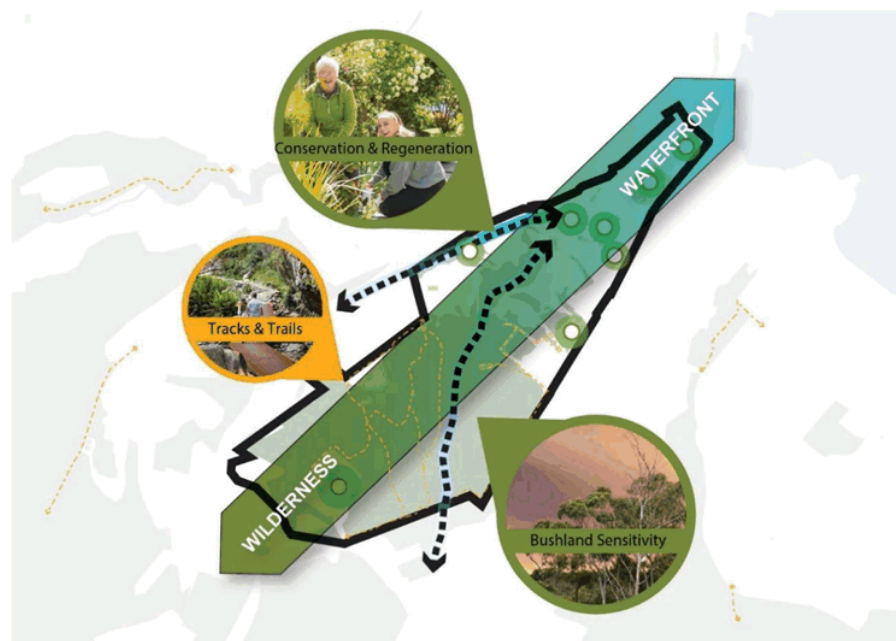 Conservation & Regeneration
WATERFRONT
Tracks & Trails
WILDERNESS
Bushland Sensitivity